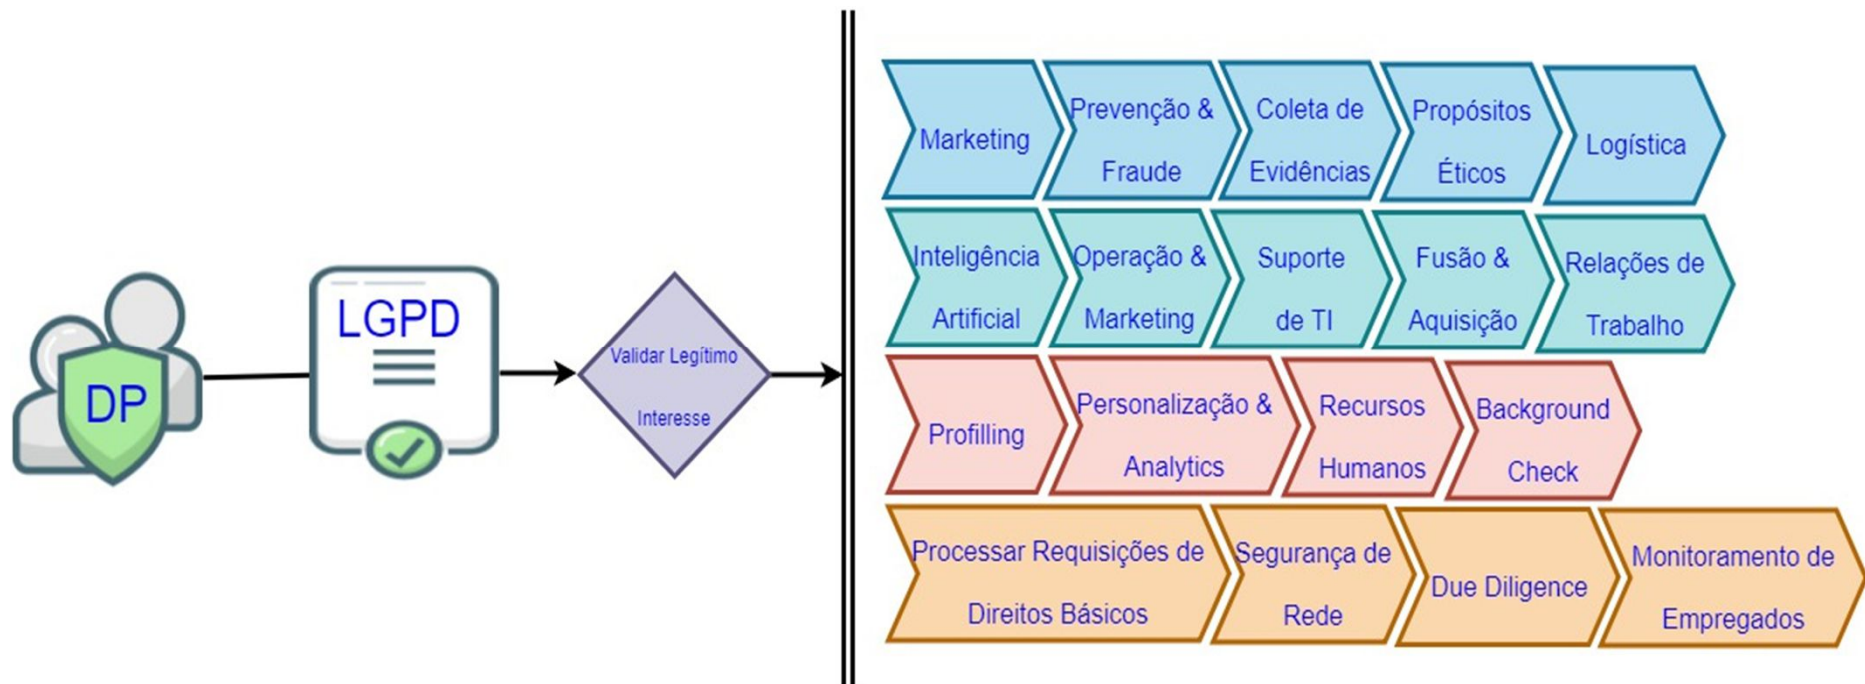 DP
LGPD
Validar Legítimo
Interesse
Marketing
Prevenção &
Fraude
Coleta de
Evidências
Propósitos
Éticos
Logística
Inteligência
Artificial
Operação &
Marketing
Suporte
de TI
Fusão &
Aquisição
Relações de
Trabalho
Profilling
Personalização &
Analytics
Recursos
Humanos
Background
Check
Processar Requisições de
Direitos Básicos
Segurança de
Rede
Due Diligence
Monitoramento de
Empregados